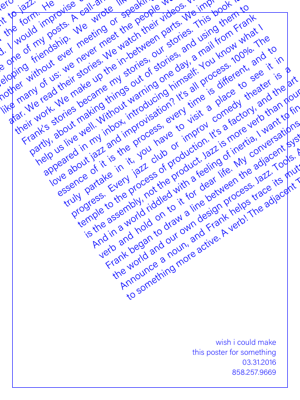 to jazz.
the form. He
I would improvise
one of my posts. A call-and-
eloping friendship. We wrote
nother without ever meeting or speaking
like many of us, we never meet the people we
afar. We read their stories. We watch their videos.
their work. We make up the in-between parts. We imp
Frank's stories became my stories, our stories. This book is
partly, about making things out of stories, and using them to
help us live well. Without warning one day a mail from Frank
appeared in my inbox, introducing himself: You know what I
love about jazz and improvisation? It's all process. 100%. The
essence of it is the process, every time is different, and to
truly partake in it, you have to visit a place to see it in
progress. Every jazz club or improv comedy theater is a
temple to the process of production. It's a factory, and the art
is the assembly, not the product. Jazz is more verb than noun
And in a world riddled with a feeling of inertia, I want to f
verb and hold on to it for dear life. My conversations
Frank began to draw a line between the adjacent sys
the world and our own design process. Jazz. Tools. F
Announce a noun, and Frank helps trace its mut
to something more active. A verb! The adjacent
wish i could make
this poster for something
03.31.2016
858.257.9669